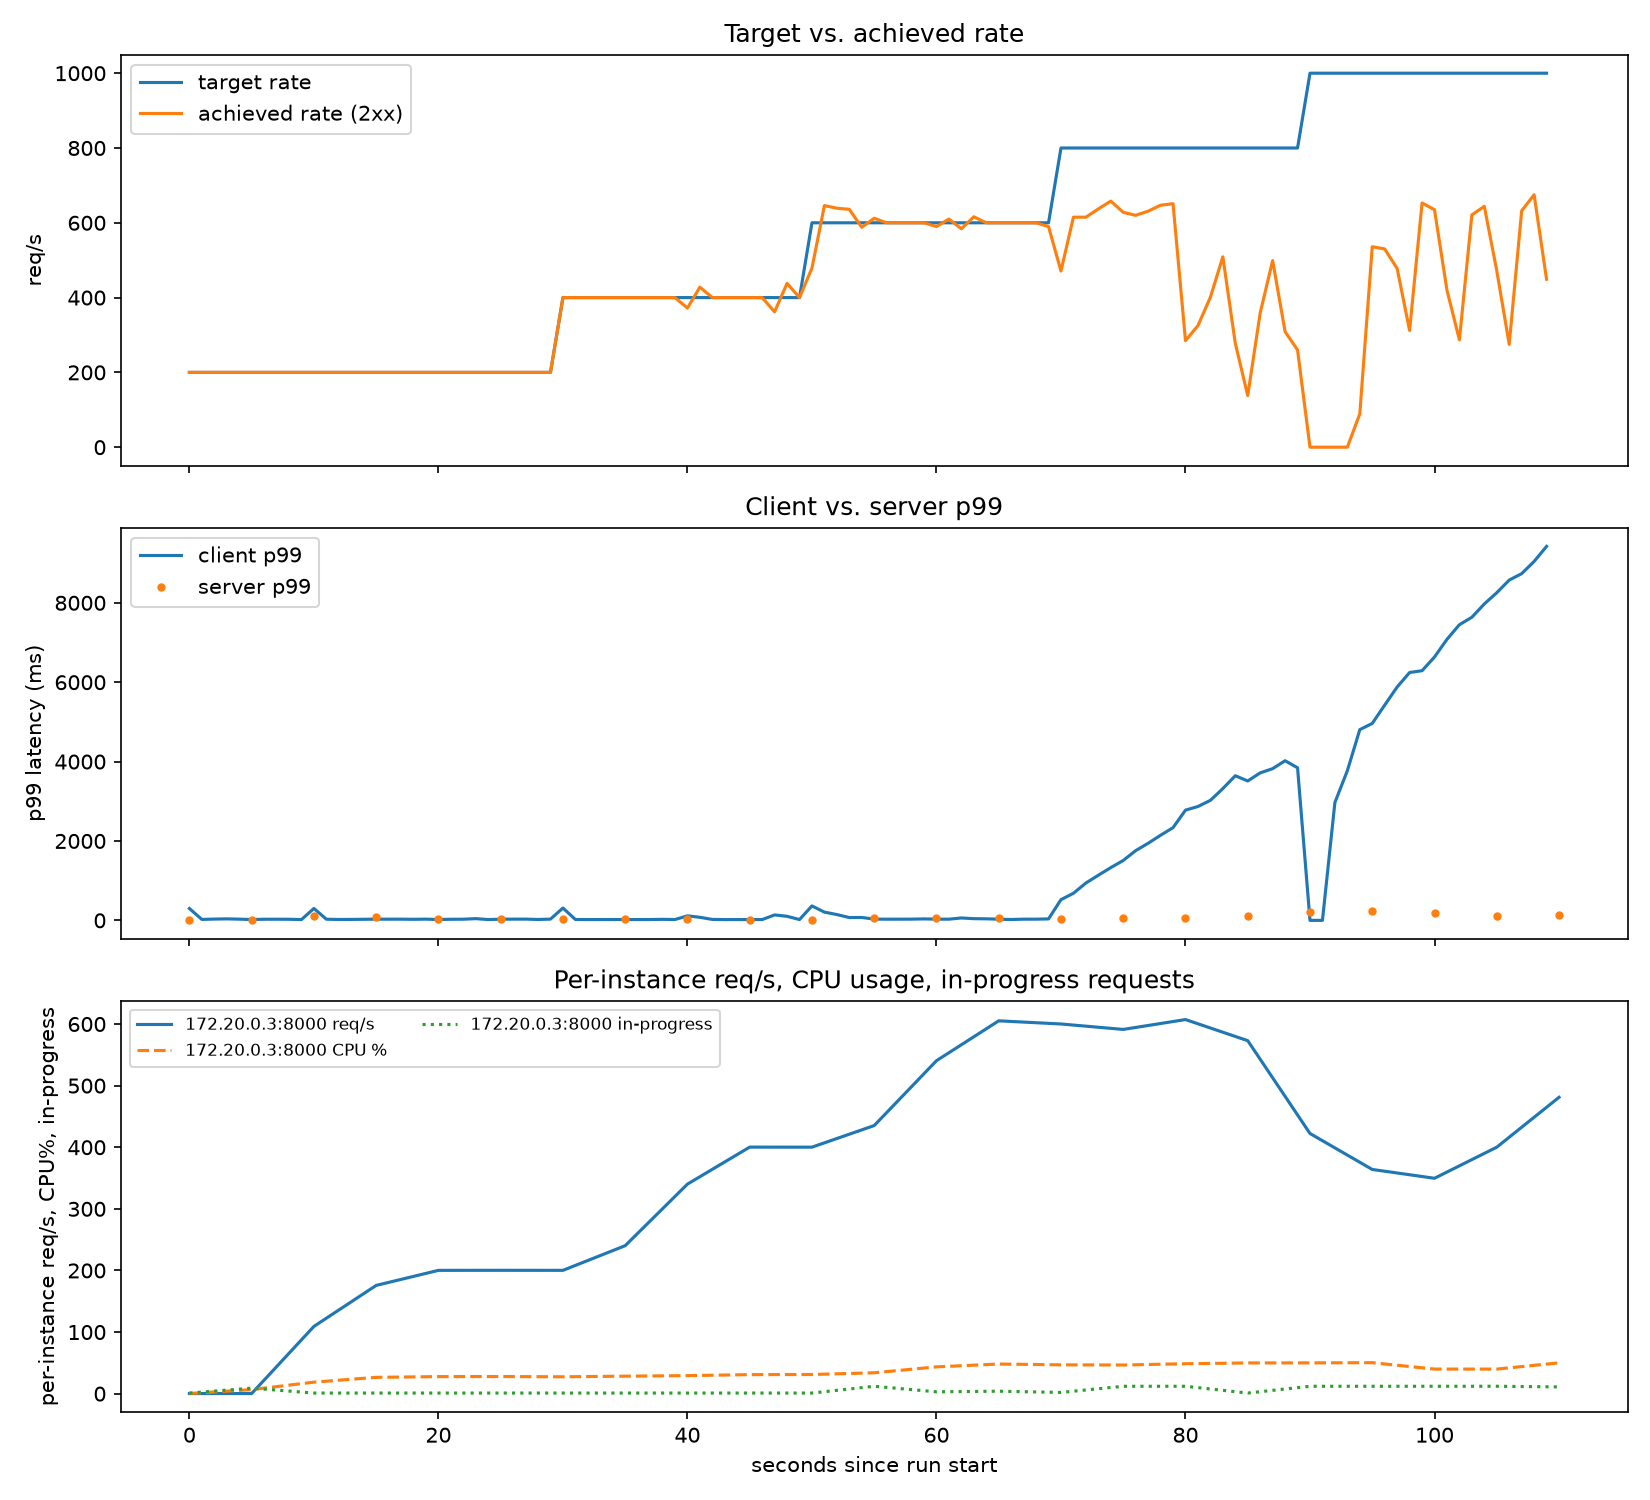 Target vs. achieved rate
target rate
achieved rate (2xx)
req/s
1000
800
600
400
200
0
Client vs. server p99
client p99
server p99
p99 latency (ms)
8000
6000
4000
2000
0
Per-instance req/s, CPU usage, in-progress requests
172.20.0.3:8000 req/s
172.20.0.3:8000 CPU %
172.20.0.3:8000 in-progress
per-instance req/s, CPU%, in-progress
600
500
400
300
200
100
0
0 20 40 60 80 100
seconds since run start